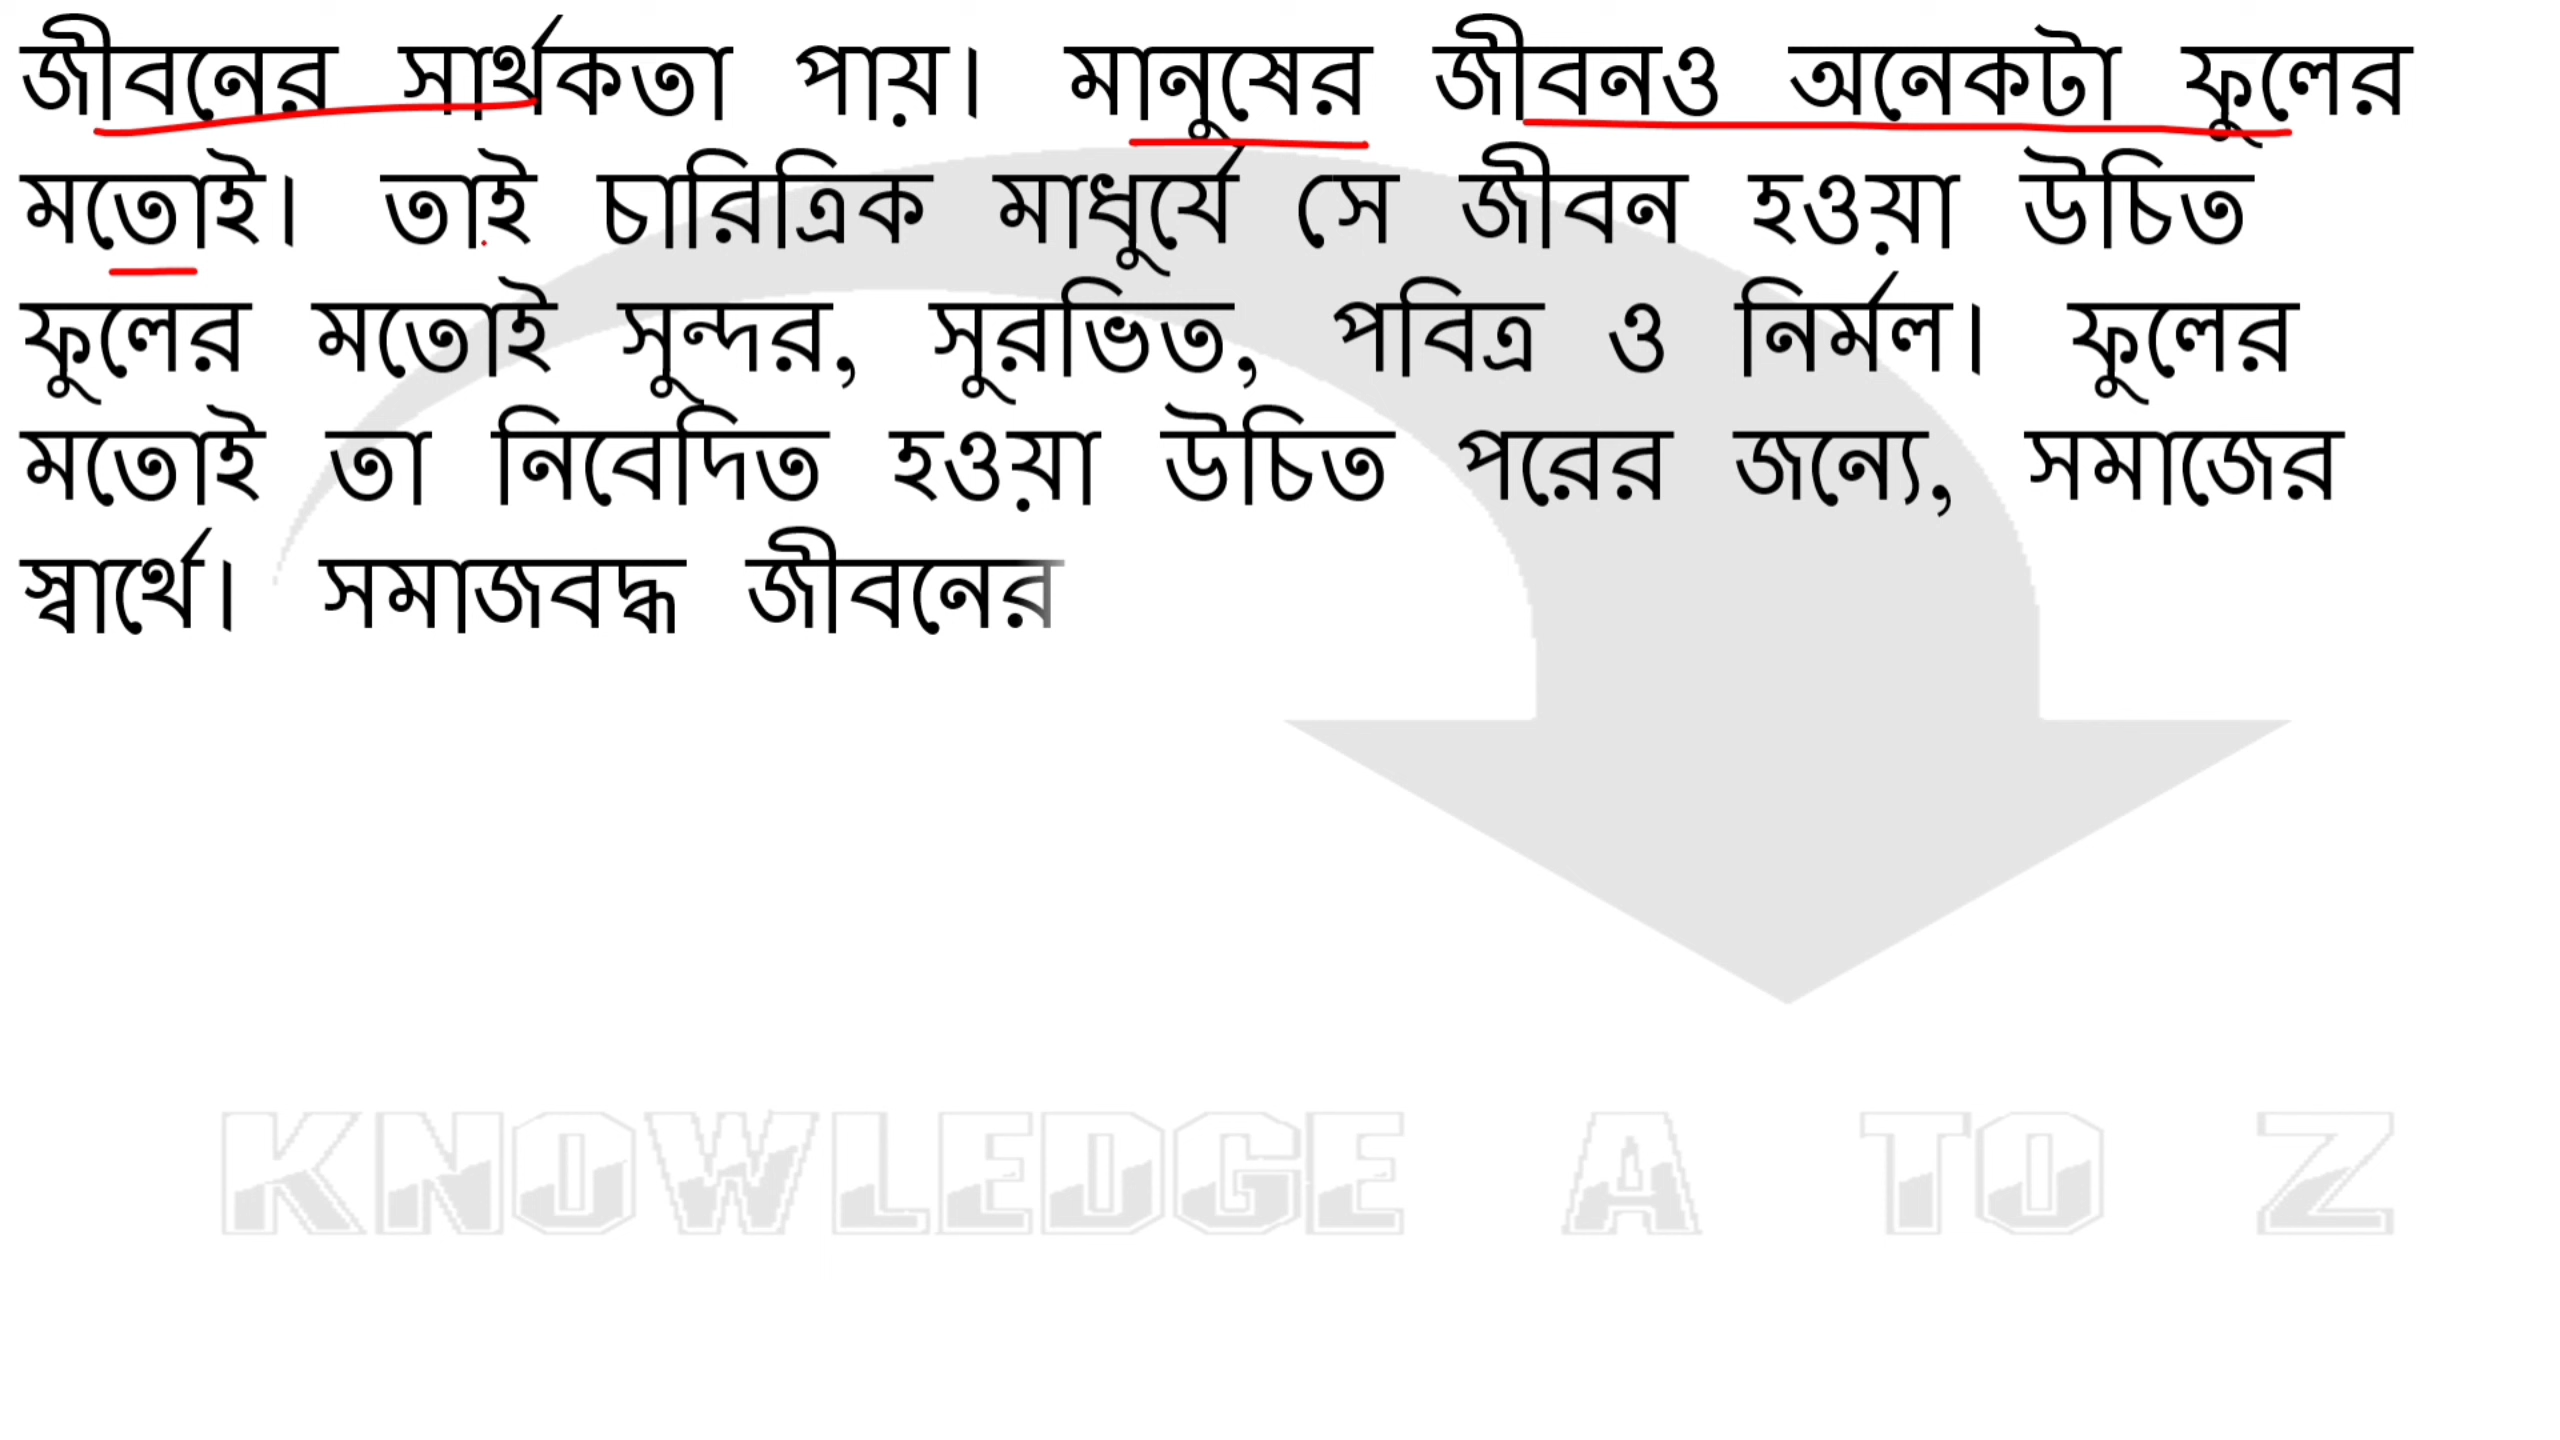 জীবনের সার্থকতা পায়। মানুষের জীবনও অনেকটা ফুলের
মতোই। তাই চারিত্রিক মাধুর্যে সে জীবন হওয়া উচিত
ফুলের মতোই সুন্দর, সুরভিত, পবিত্র ও নির্মল। ফুলের
মতোই তা নিবেদিত হওয়া উচিত পরের জন্যে, সমাজের
স্বার্থে। সমাজবদ্ধ জীবনের
KNOWLEDGE A TO Z